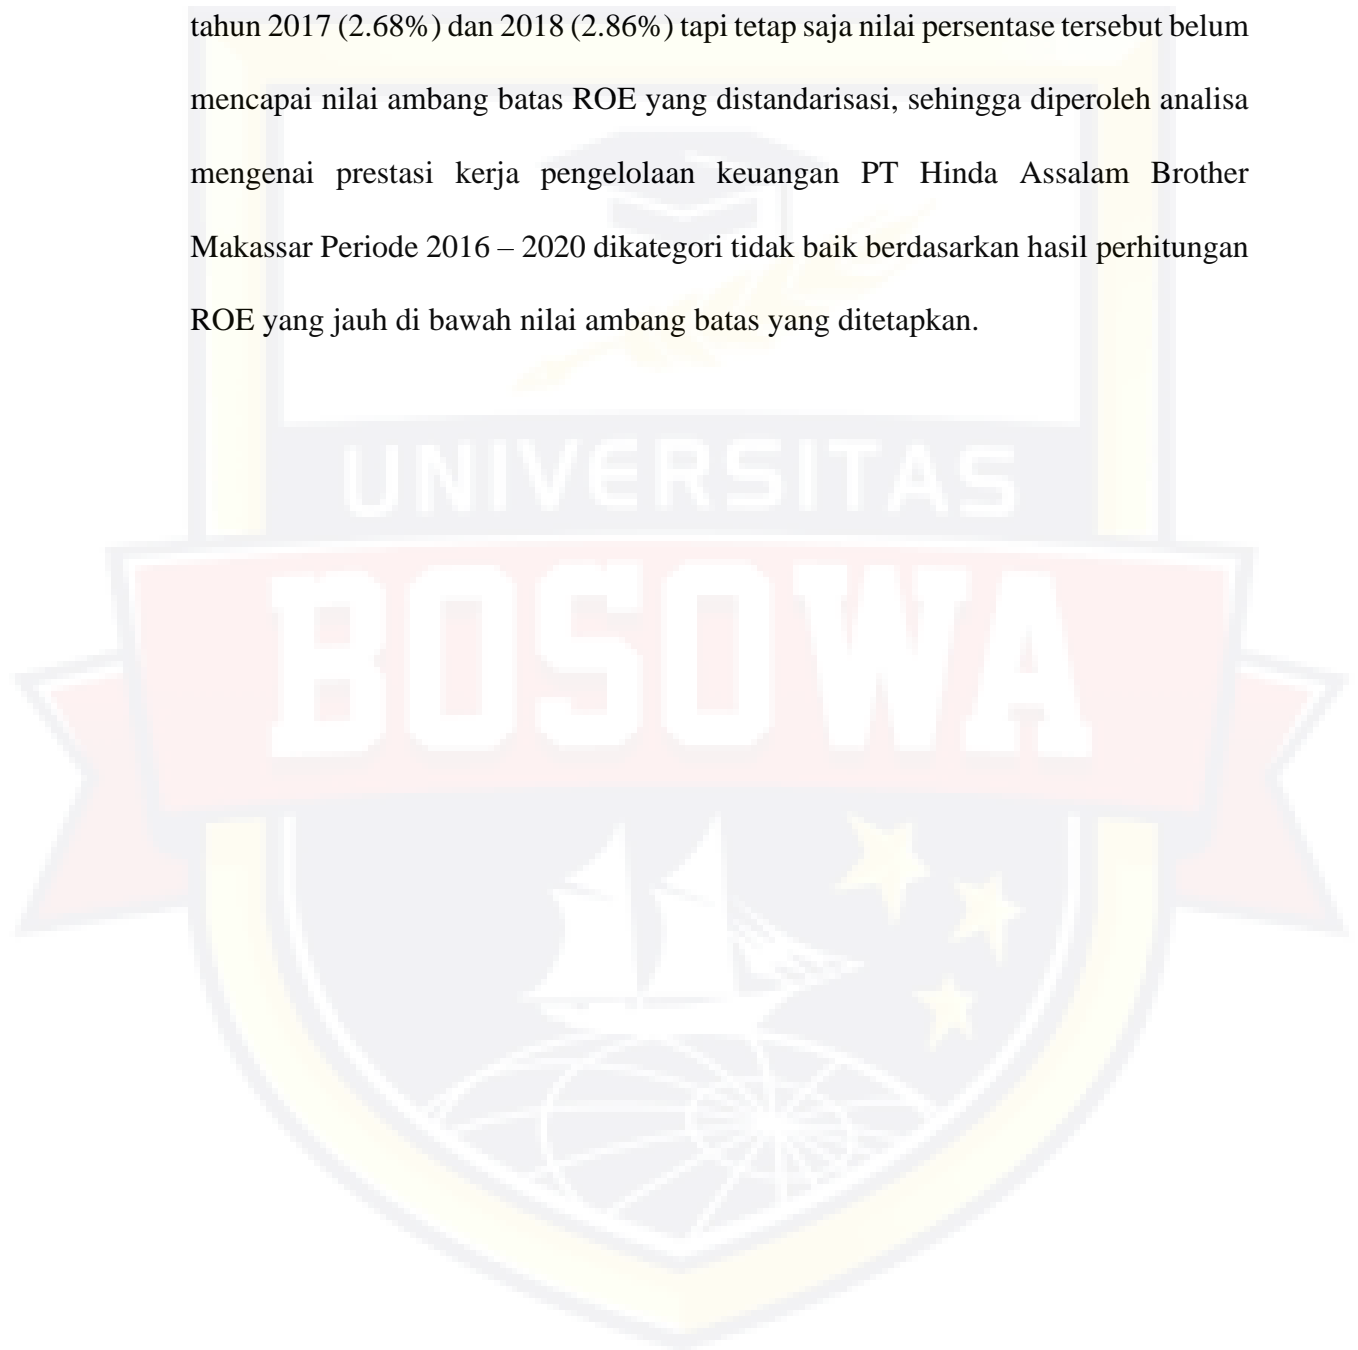 tahun 2017 (2.68%) dan 2018 (2.86%) tapi tetap saja nilai persentase tersebut belum
mencapai nilai ambang batas ROE yang distandarisasi, sehingga diperoleh analisa
mengenai prestasi kerja pengelolaan keuangan PT Hinda Assalam Brother
Makassar Periode 2016 – 2020 dikategori tidak baik berdasarkan hasil perhitungan
ROE yang jauh di bawah nilai ambang batas yang ditetapkan.
UNIVERSITAS
BOSOWA